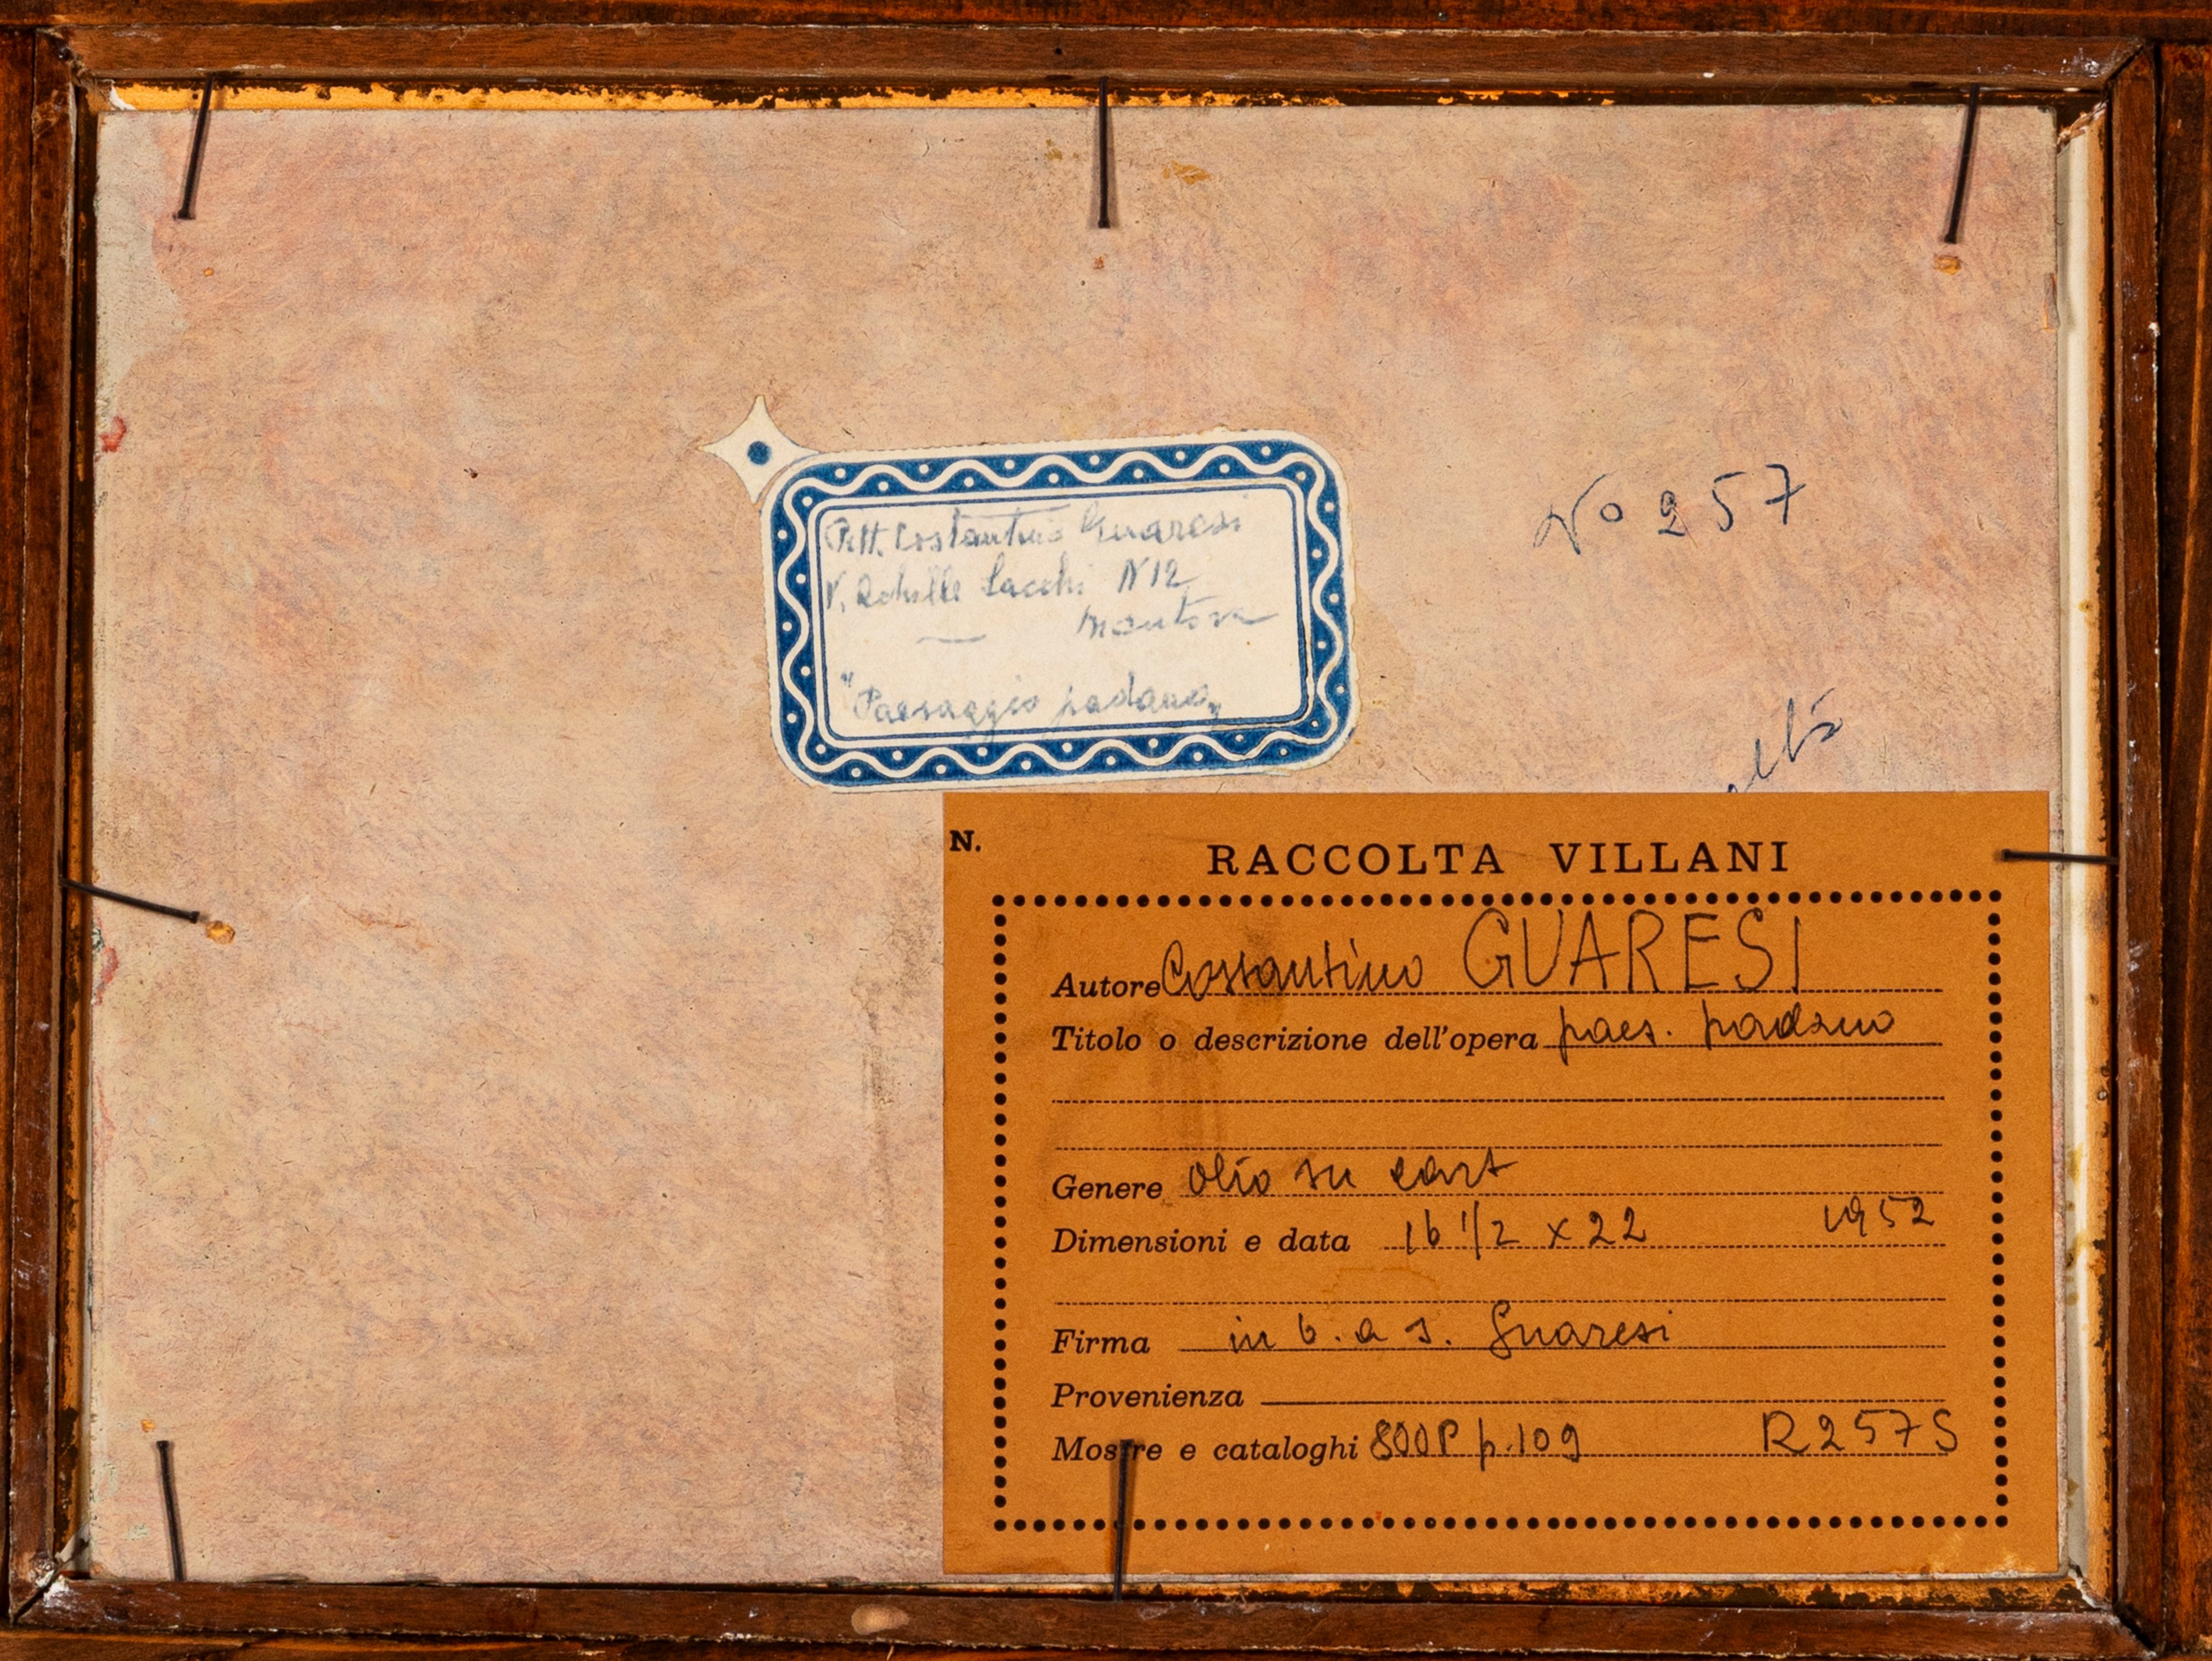 Pitt. Costantino Guaresi
V. Achille Sacchi N 12
Mantova
"Paesaggio padano"
No 257
N.
RACCOLTA VILLANI
Autore Costantino GUARESI
Titolo o descrizione dell'opera paes. padano
Genere olio su cart
Dimensioni e data 16 1/2 x 22 1952
Firma in b. a s. Guaresi
Provenienza
Mostre e cataloghi 800P p.109 R257S